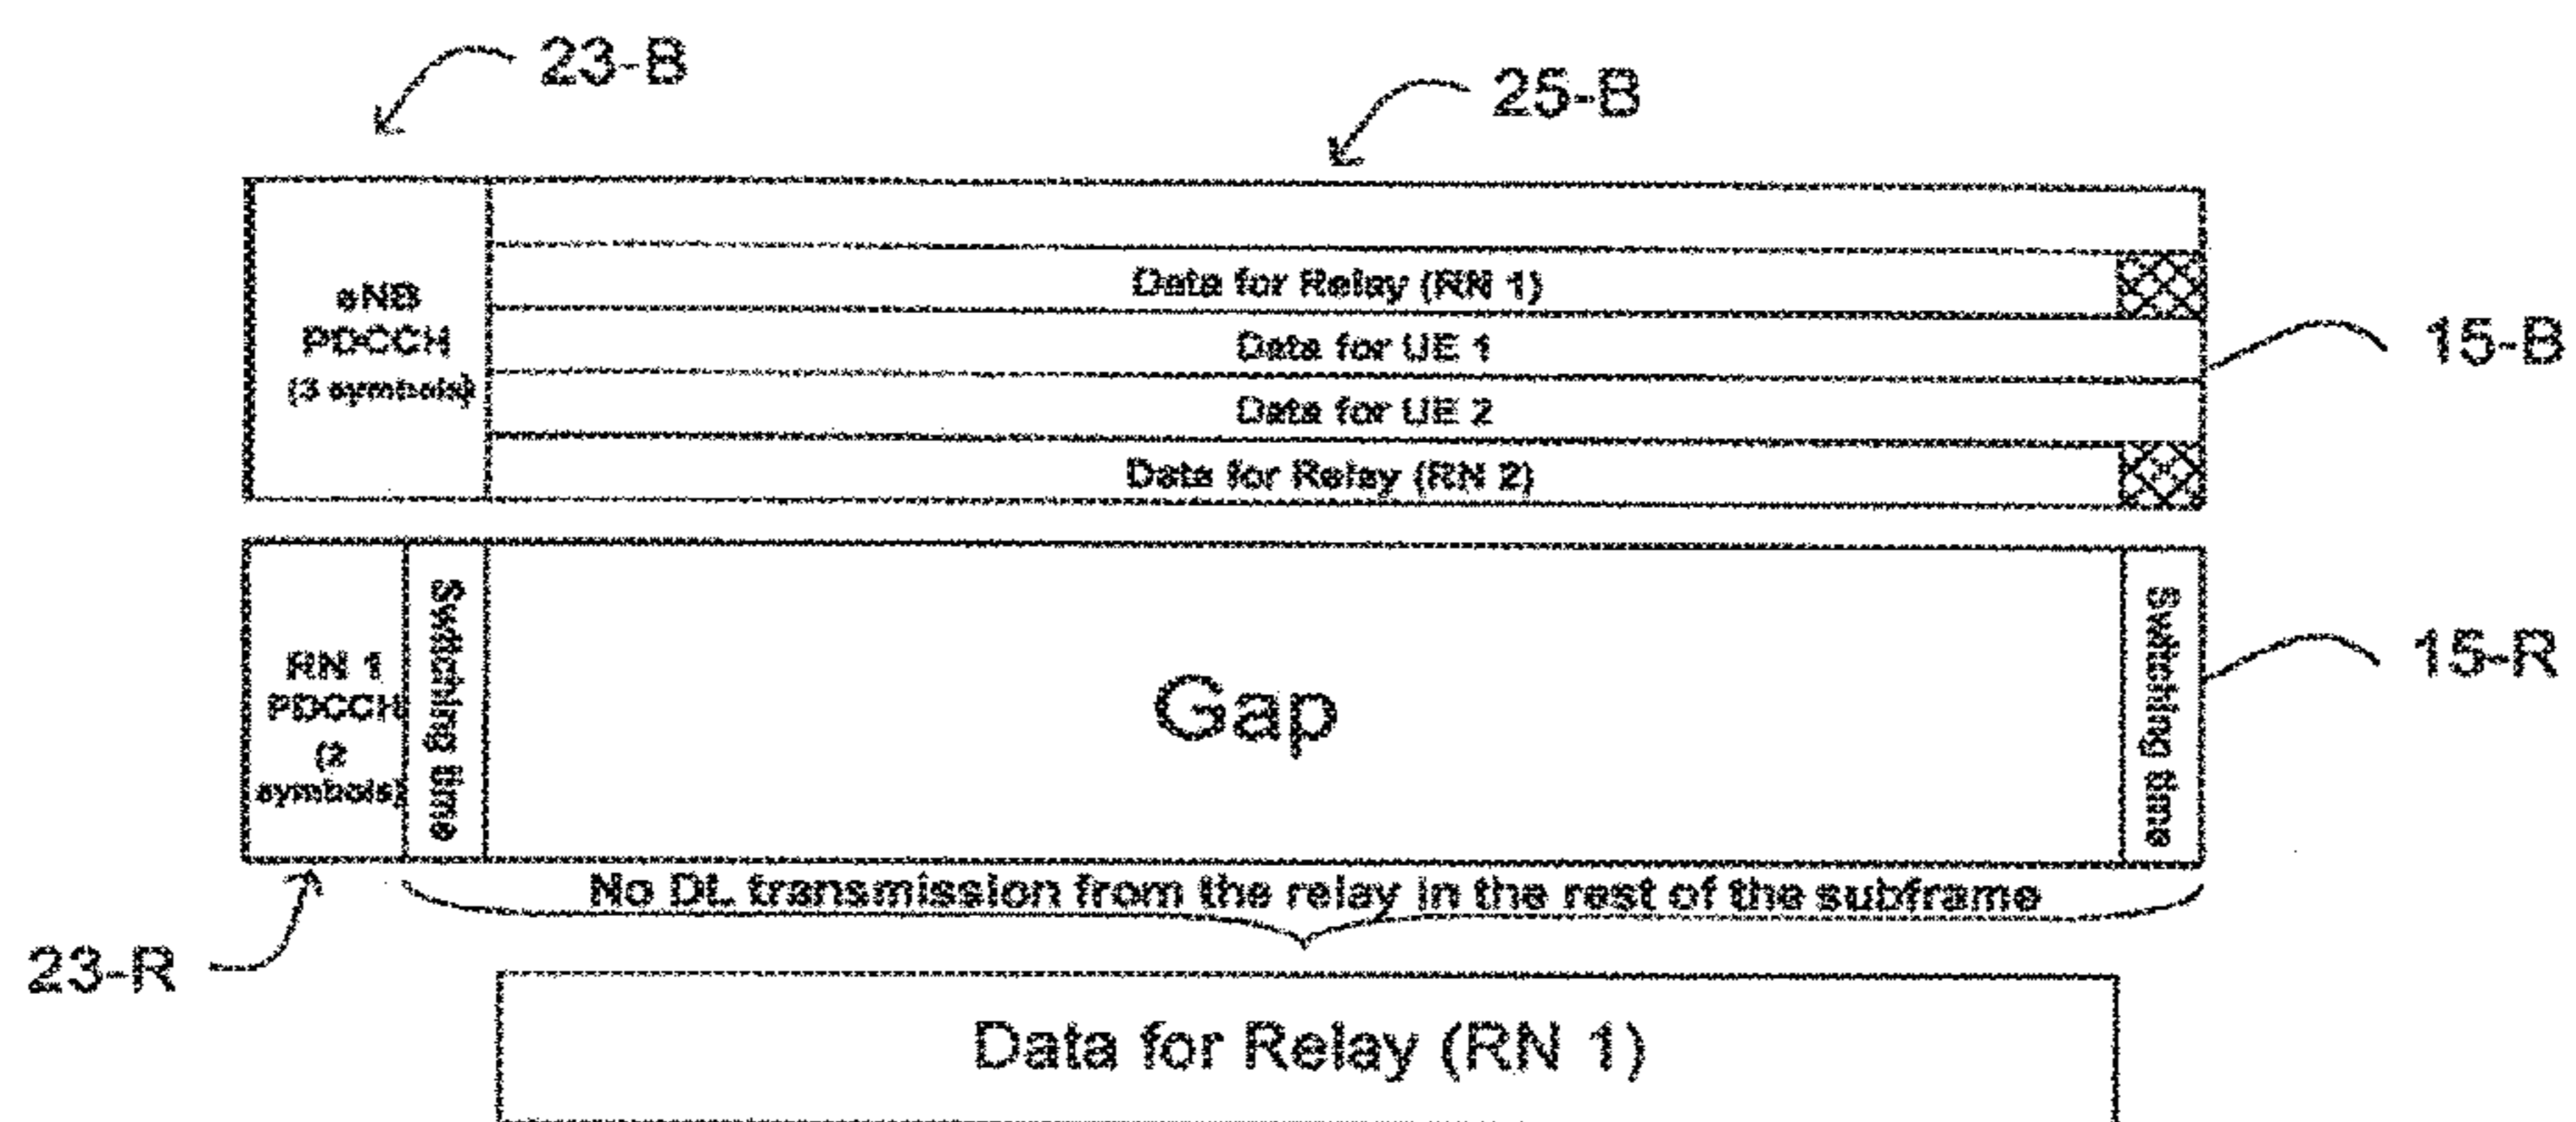 23-B
25-B
eNB
PDCCH
(3 symbols)
Data for Relay (RN 1)
Data for UE 1
Data for UE 2
Data for Relay (RN 2)
15-B
RN 1
PDCCH
(2
symbols)
Switching time
Gap
Switching time
15-R
No DL transmission from the relay in the rest of the subframe
23-R
Data for Relay (RN 1)